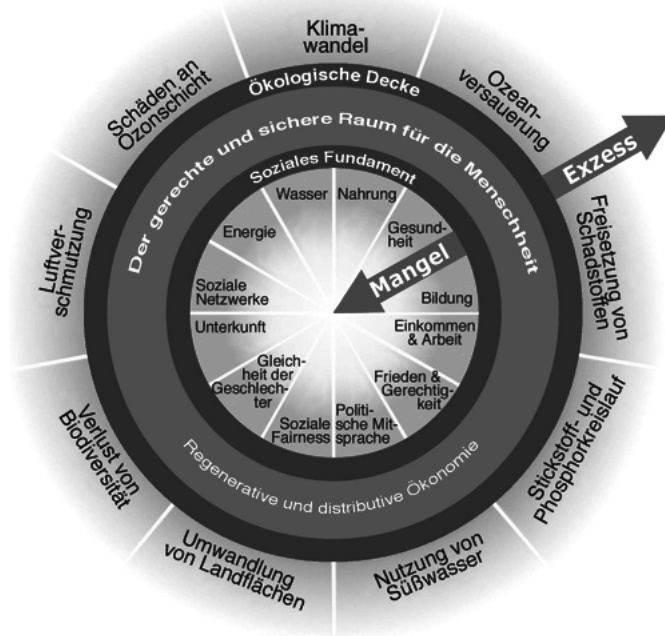 Klima-
wandel
Ozean-
versauerung
Freisetzung von
Schadstoffen
Stickstoff- und
Phosphorkreislauf
Nutzung von
Süßwasser
Umwandlung
von Landflächen
Verlust von
Biodiversität
Luftver-
schmutzung
Schäden an
Ozonschicht
Ökologische Decke
Der gerechte und sichere Raum für die Menschheit
Soziales Fundament
Exzess
Mangel
Wasser
Nahrung
Gesund-
heit
Bildung
Einkommen
& Arbeit
Frieden &
Gerechtig-
keit
Politi-
sche Mit-
sprache
Soziale
Fairness
Gleich-
heit der
Geschlech-
ter
Unterkunft
Soziale
Netzwerke
Energie
Regenerative und distributive Ökonomie